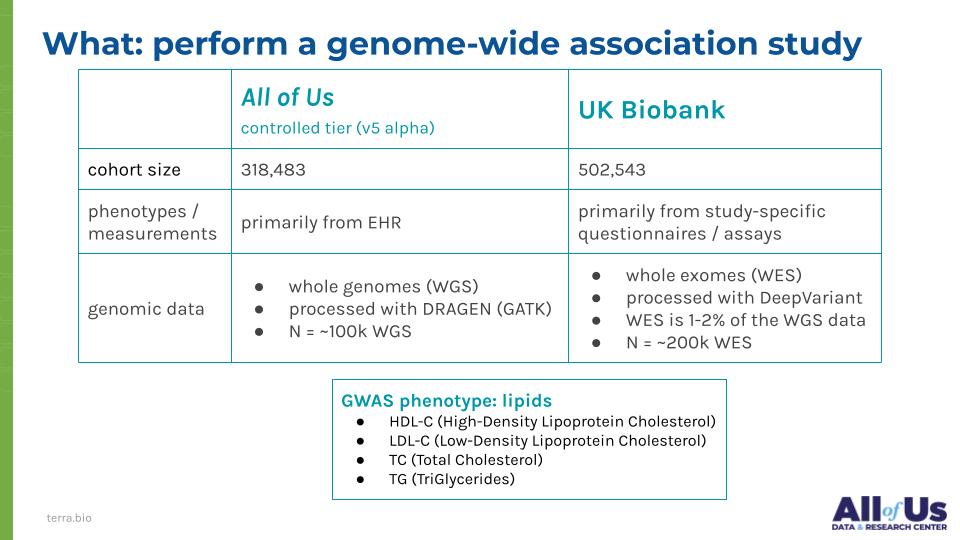 What: perform a genome-wide association study
All of Us
controlled tier (v5 alpha)
UK Biobank
cohort size
318,483
502,543
phenotypes /
measurements
primarily from EHR
primarily from study-specific
questionnaires / assays
genomic data
● whole genomes (WGS)
● processed with DRAGEN (GATK)
● N = ~100k WGS
● whole exomes (WES)
● processed with DeepVariant
● WES is 1-2% of the WGS data
● N = ~200k WES
GWAS phenotype: lipids
● HDL-C (High-Density Lipoprotein Cholesterol)
● LDL-C (Low-Density Lipoprotein Cholesterol)
● TC (Total Cholesterol)
● TG (TriGlycerides)
terra.bio
All of Us
DATA & RESEARCH CENTER